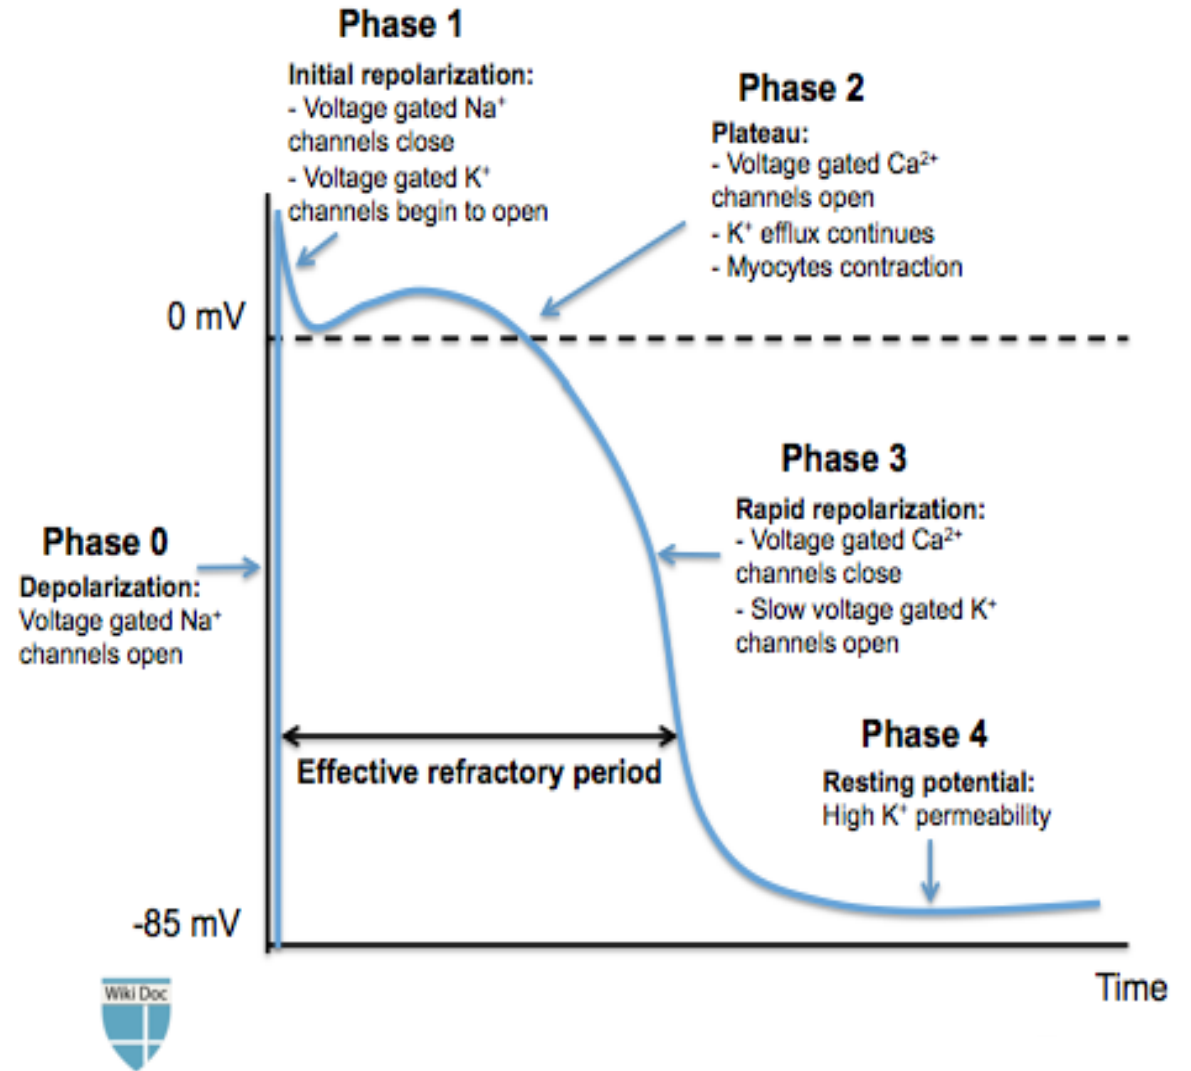 Phase 1
Initial repolarization:
- Voltage gated Na⁺
channels close
- Voltage gated K⁺
channels begin to open
Phase 2
Plateau:
- Voltage gated Ca²⁺
channels open
- K⁺ efflux continues
- Myocytes contraction
0 mV
Phase 3
Rapid repolarization:
- Voltage gated Ca²⁺
channels close
- Slow voltage gated K⁺
channels open
Phase 0
Depolarization:
Voltage gated Na⁺
channels open
Effective refractory period
Phase 4
Resting potential:
High K⁺ permeability
-85 mV
Time
Wiki Doc